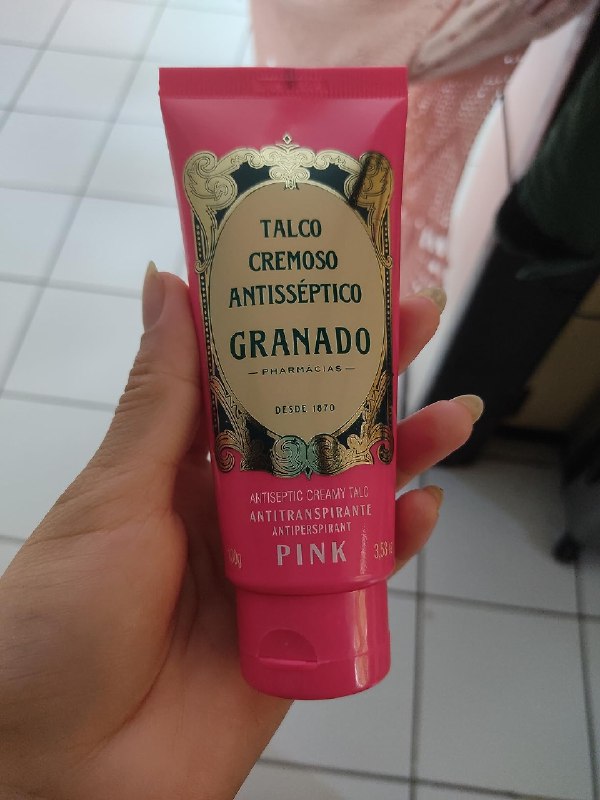 TALCO
CREMOSO
ANTISSÉPTICO
GRANADO
— PHARMÁCIAS —
DESDE 1870
ANTISEPTIC CREAMY TALC
ANTITRANSPIRANTE
ANTIPERSPIRANT
PINK